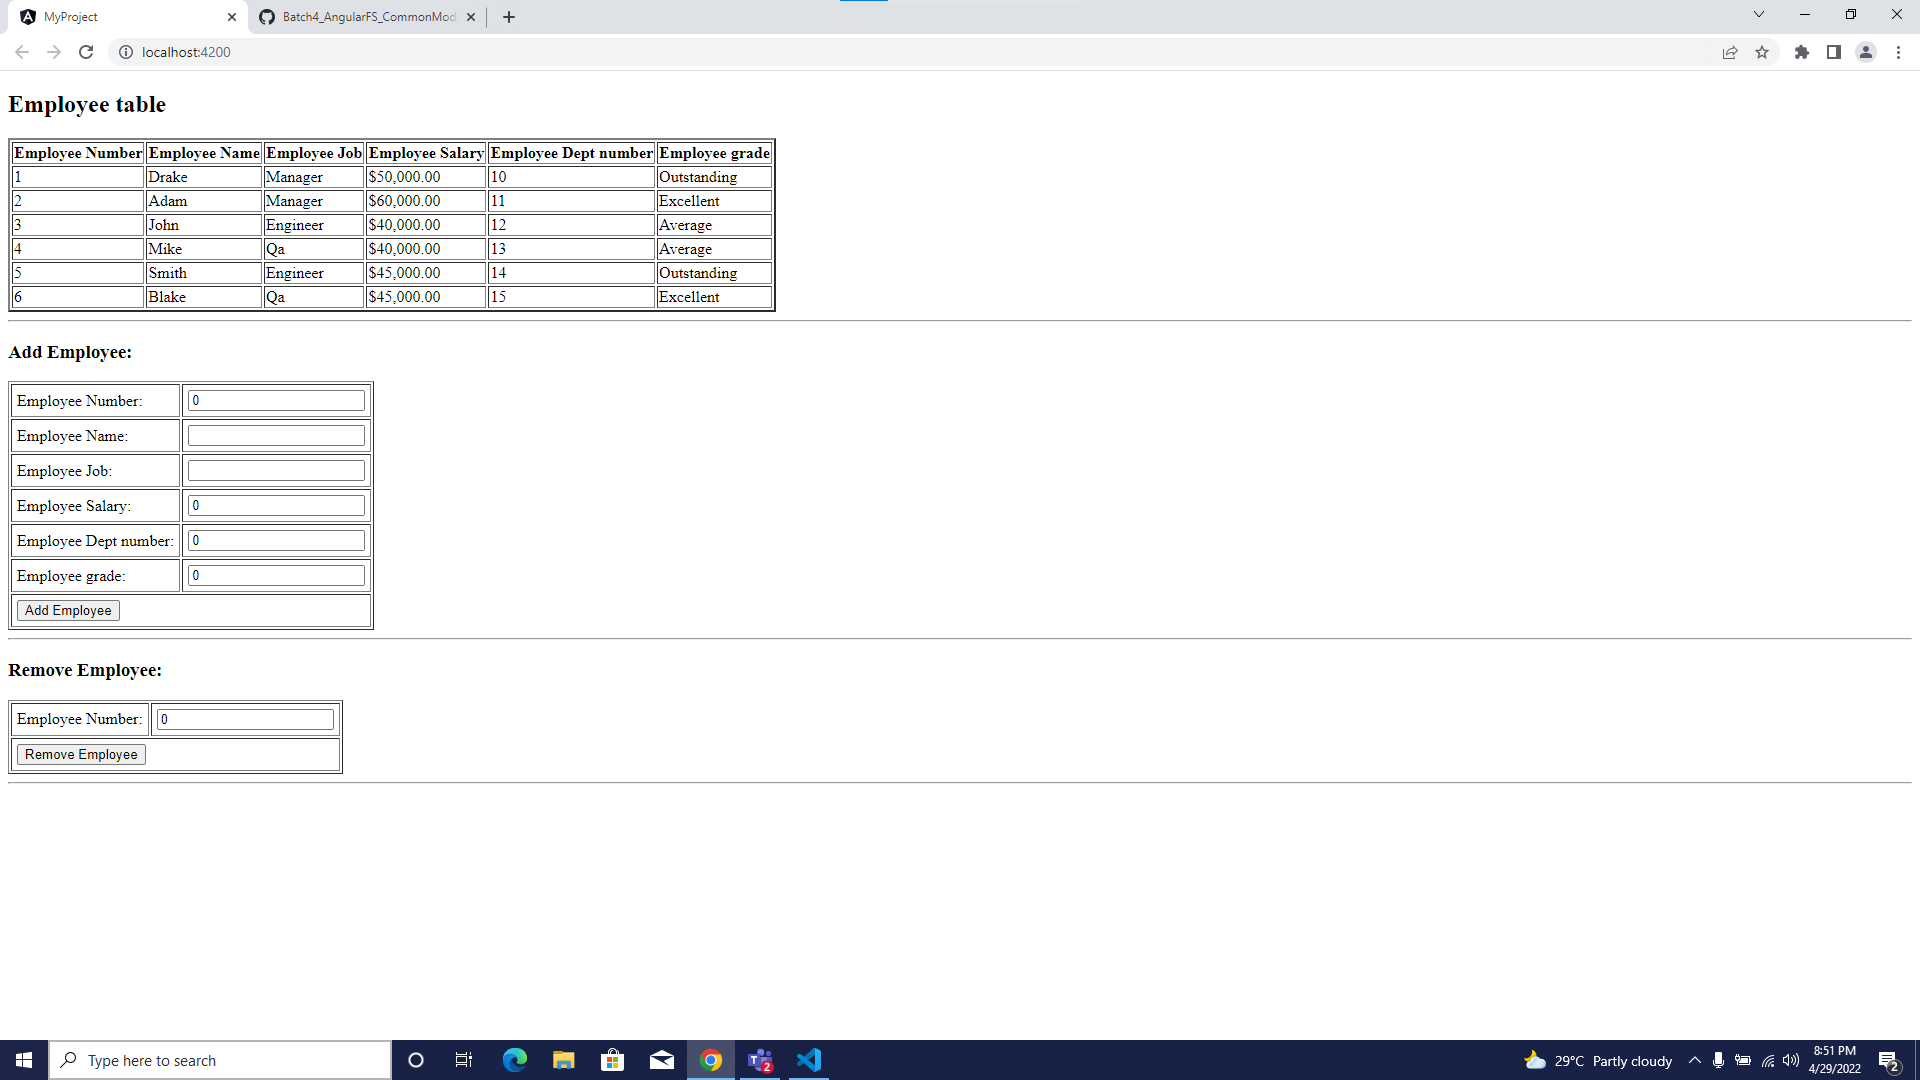 MyProject
Batch4_AngularFS_CommonMod
localhost:4200
Employee table
Employee Number Employee Name Employee Job Employee Salary Employee Dept number Employee grade
1 Drake Manager $50,000.00 10 Outstanding
2 Adam Manager $60,000.00 11 Excellent
3 John Engineer $40,000.00 12 Average
4 Mike Qa $40,000.00 13 Average
5 Smith Engineer $45,000.00 14 Outstanding
6 Blake Qa $45,000.00 15 Excellent
Add Employee:
Employee Number: 0
Employee Name:
Employee Job:
Employee Salary: 0
Employee Dept number: 0
Employee grade: 0
Add Employee
Remove Employee:
Employee Number: 0
Remove Employee
Type here to search
2
29°C Partly cloudy
8:51 PM
4/29/2022
2